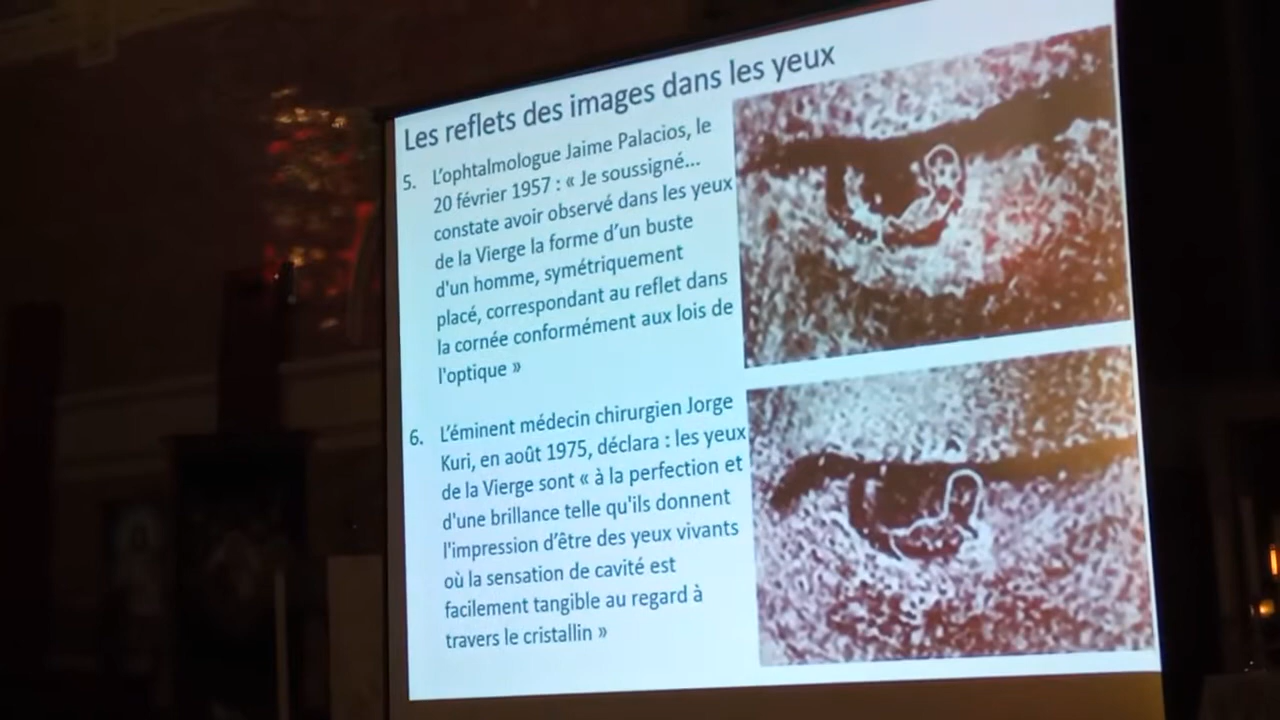 Les reflets des images dans les yeux
5. L'ophtalmologue Jaime Palacios, le
20 février 1957 : « Je soussigné...
constate avoir observé dans les yeux
de la Vierge la forme d'un buste
d'un homme, symétriquement
placé, correspondant au reflet dans
la cornée conformément aux lois de
l'optique »
6. L'éminent médecin chirurgien Jorge
Kuri, en août 1975, déclara : les yeux
de la Vierge sont « à la perfection et
d'une brillance telle qu'ils donnent
l'impression d'être des yeux vivants
où la sensation de cavité est
facilement tangible au regard à
travers le cristallin »